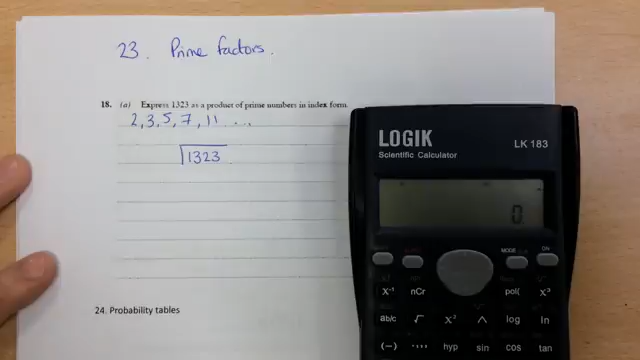 23. Prime factors.
18. (a) Express 1323 as a product of prime numbers in index form.
2, 3, 5, 7, 11 ....
1323
24. Probability tables
LOGIK
Scientific Calculator
LK 183
0.
MODE
ON
X⁻¹
nCr
pol(
X³
ab/c
√
X²
^
log
ln
(−)
hyp
sin
cos
tan